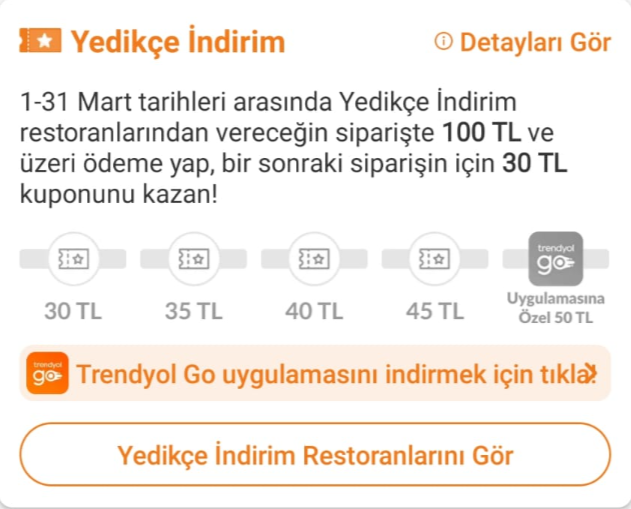 Yedikçe İndirim
Detayları Gör
1-31 Mart tarihleri arasında Yedikçe İndirim
restoranlarından vereceğin siparişte 100 TL ve
üzeri ödeme yap, bir sonraki siparişin için 30 TL
kuponunu kazan!
trendyol
go
30 TL
35 TL
40 TL
45 TL
Uygulamasına
Özel 50 TL
trendyol
go
Trendyol Go uygulamasını indirmek için tıkla!
Yedikçe İndirim Restoranlarını Gör